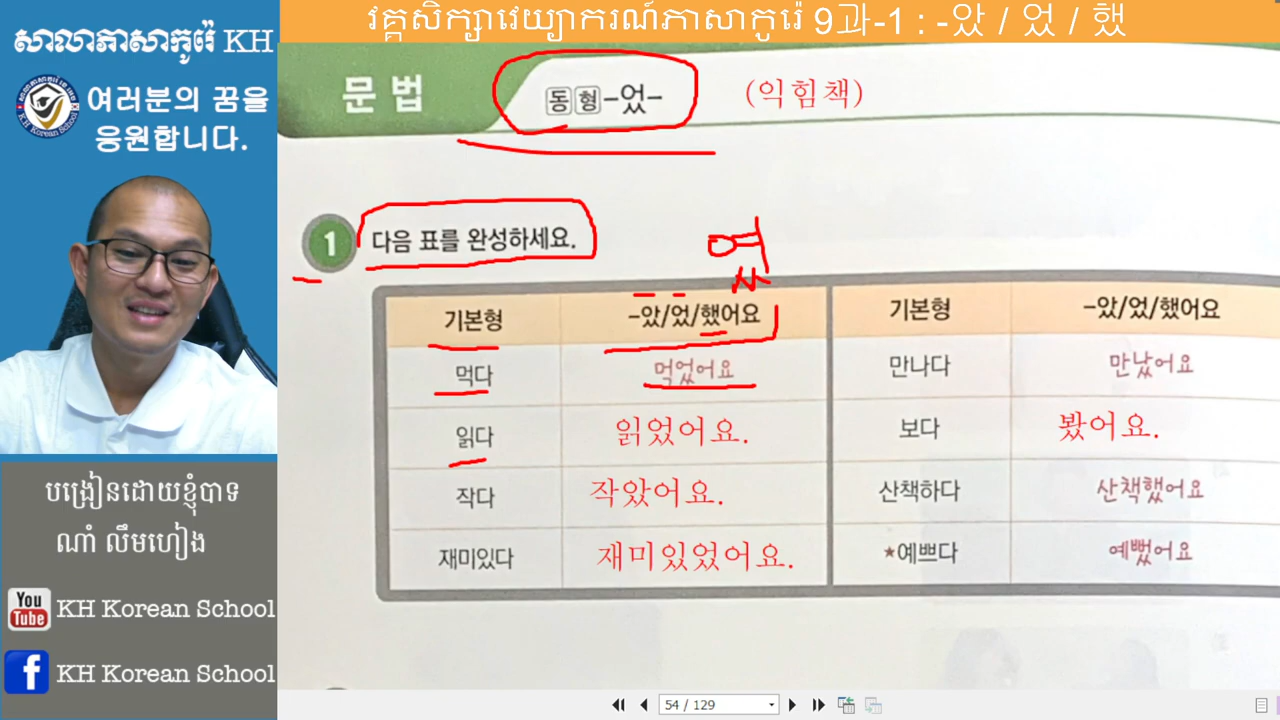 វគ្គសិក្សាវេយ្យាករណ៍ភាសាកូរ៉េ 9과-1 : -았 / 었 / 했
សាលាភាសាកូរ៉េ KH
여러분의 꿈을
응원합니다.
문 법 동 형 -었- (익힘책)
1 다음 표를 완성하세요.
기본형 -았/었/했어요 기본형 -았/었/했어요
먹다 먹었어요 만나다 만났어요
읽다 읽었어요. 보다 봤어요.
작다 작았어요. 산책하다 산책했어요
재미있다 재미있었어요. *예쁘다 예뻤어요
បង្រៀនដោយខ្ញុំបាទ
ណាំ លឹមហៀង
You Tube KH Korean School
f KH Korean School
54 / 129